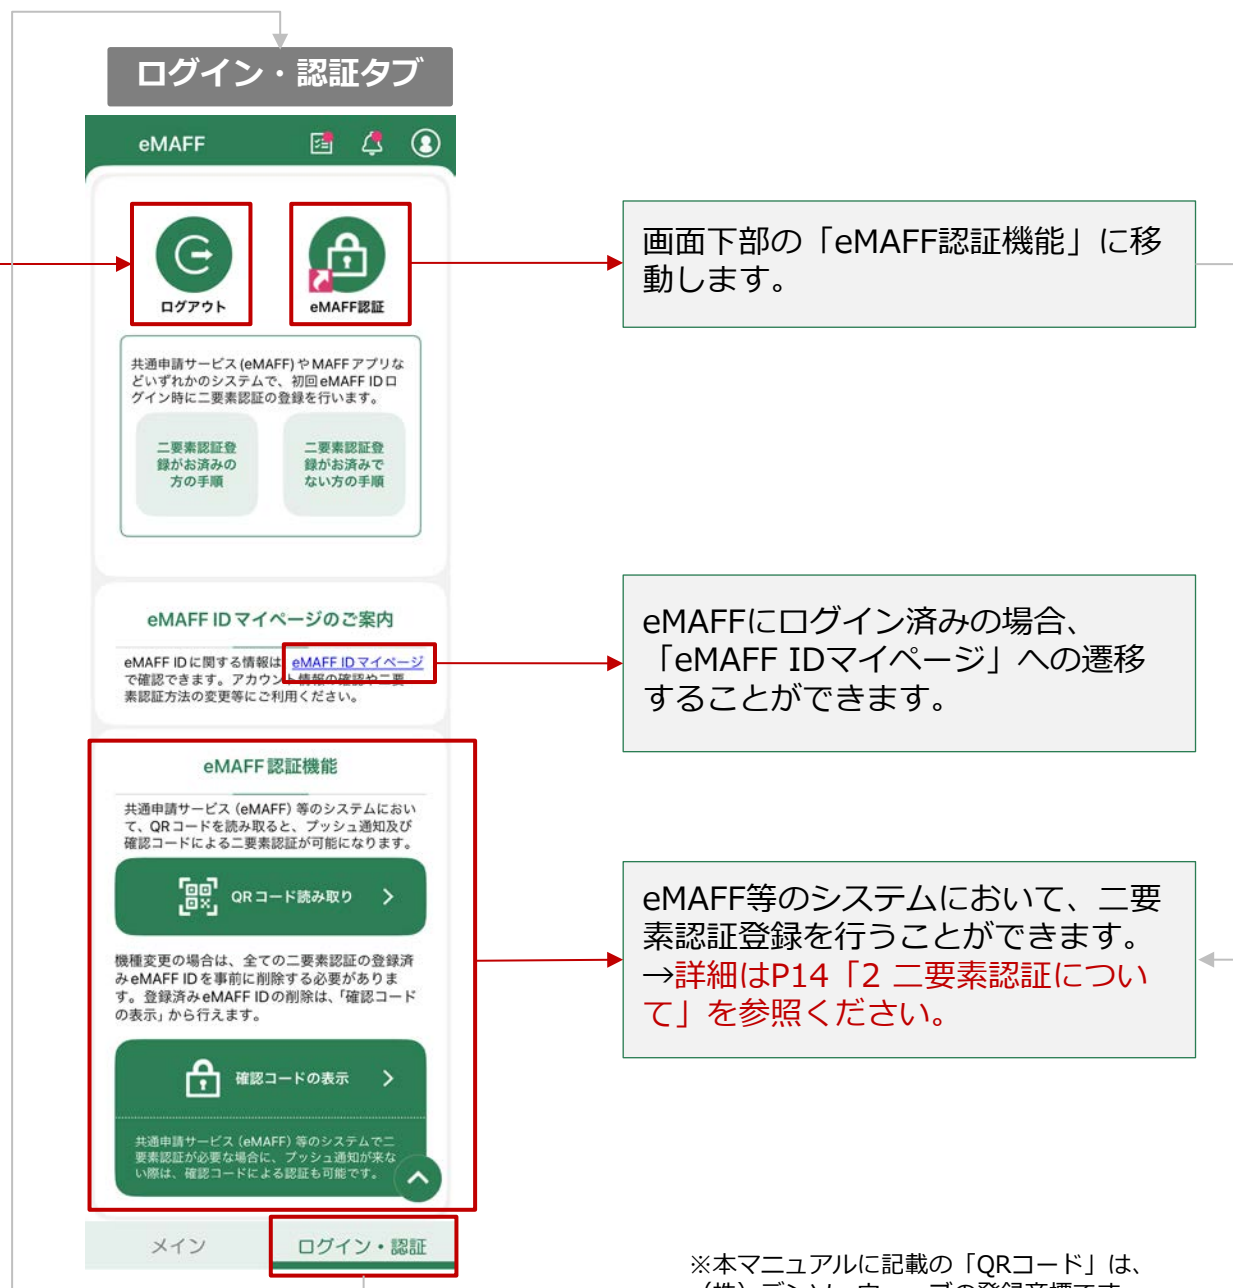 ログイン・認証タブ
eMAFF
ログアウト
eMAFF認証
共通申請サービス(eMAFF)やMAFFアプリな
どいずれかのシステムで、初回eMAFF IDロ
グイン時に二要素認証の登録を行います。
二要素認証登
録がお済みの
方の手順
二要素認証登
録がお済みで
ない方の手順
eMAFF IDマイページのご案内
eMAFF IDに関する情報は eMAFF IDマイページ
で確認できます。アカウント情報の確認や二要
素認証方法の変更等にご利用ください。
eMAFF認証機能
共通申請サービス(eMAFF)等のシステムにおい
て、QRコードを読み取ると、プッシュ通知及び
確認コードによる二要素認証が可能になります。
QRコード読み取り
機種変更の場合は、全ての二要素認証の登録済
みeMAFF IDを事前に削除する必要がありま
す。登録済みeMAFF IDの削除は、「確認コード
の表示」から行えます。
確認コードの表示
共通申請サービス(eMAFF)等のシステムで二
要素認証が必要な場合に、プッシュ通知が来な
い際は、確認コードによる認証も可能です。
メイン
ログイン・認証
画面下部の「eMAFF認証機能」に移
動します。
eMAFFにログイン済みの場合、
「eMAFF IDマイページ」への遷移
することができます。
eMAFF等のシステムにおいて、二要
素認証登録を行うことができます。
→詳細はP14「2 二要素認証につい
て」を参照ください。
※本マニュアルに記載の「QRコード」は、
（株）デンソーウェーブの登録商標です